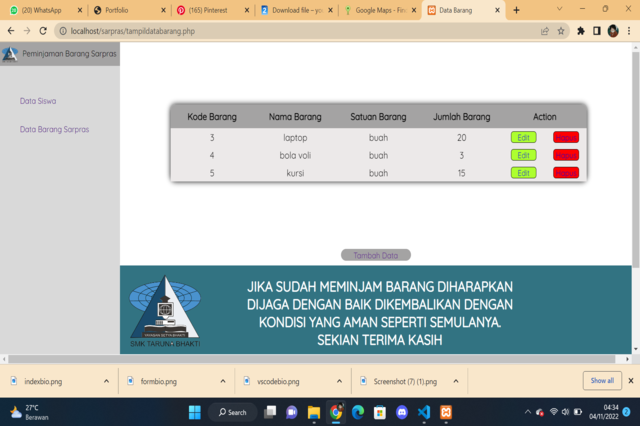 (20) WhatsApp
Portfolio
(165) Pinterest
Download file – yo
Google Maps - Fin
Data Barang
localhost/sarpras/tampildatabarang.php
Peminjaman Barang Sarpras
Data Siswa
Data Barang Sarpras
Kode Barang Nama Barang Satuan Barang Jumlah Barang Action
3 laptop buah 20 Edit Hapus
4 bola voli buah 3 Edit Hapus
5 kursi buah 15 Edit Hapus
Tambah Data
JIKA SUDAH MEMINJAM BARANG DIHARAPKAN
DIJAGA DENGAN BAIK DIKEMBALIKAN DENGAN
KONDISI YANG AMAN SEPERTI SEMULANYA.
SEKIAN TERIMA KASIH
SMK TARUNA BHAKTI
indexbio.png
formbio.png
vscodebio.png
Screenshot (7) (1).png
Show all
27°C
Berawan
Search
04:34
04/11/2022